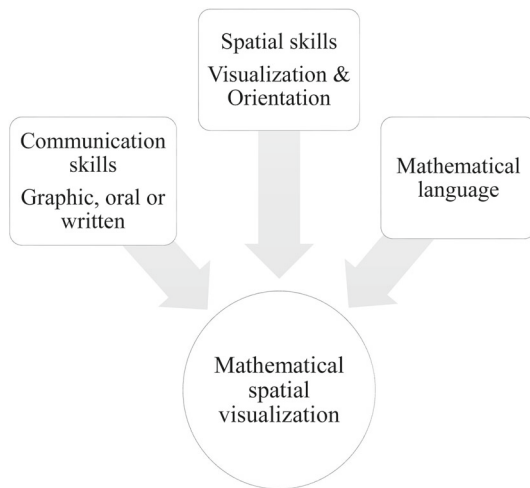 Spatial skills
Visualization &
Orientation
Communication
skills
Graphic, oral or
written
Mathematical
language
Mathematical
spatial
visualization